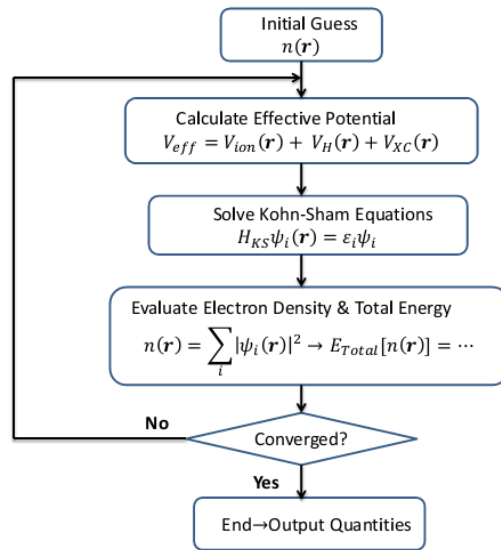 Initial Guess
n(r)
Calculate Effective Potential
V_eff = V_ion(r) + V_H(r) + V_XC(r)
Solve Kohn-Sham Equations
H_KS ψ_i(r) = ε_i ψ_i
Evaluate Electron Density & Total Energy
n(r) = ∑_i |ψ_i(r)|² → E_Total[n(r)] = ⋯
No
Converged?
Yes
End→Output Quantities